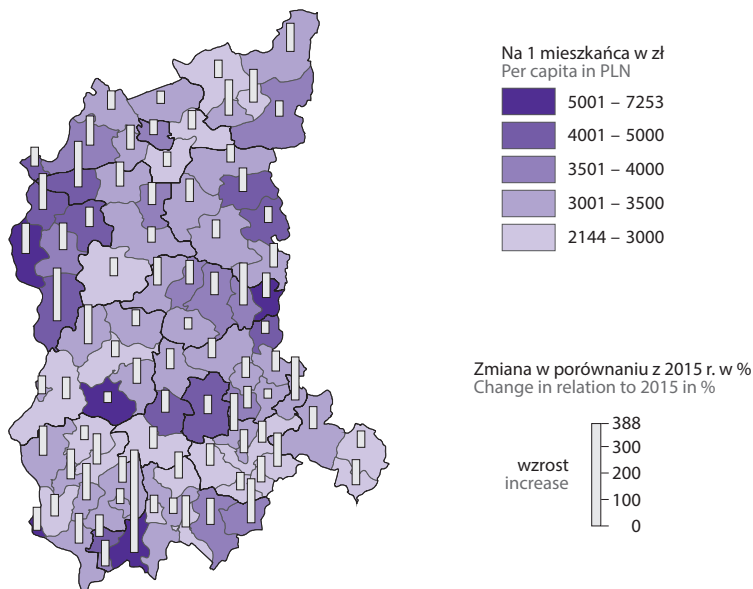 Na 1 mieszkańca w zł
Per capita in PLN
5001 – 7253
4001 – 5000
3501 – 4000
3001 – 3500
2144 – 3000
Zmiana w porównaniu z 2015 r. w %
Change in relation to 2015 in %
388
300
wzrost
200
increase
100
0